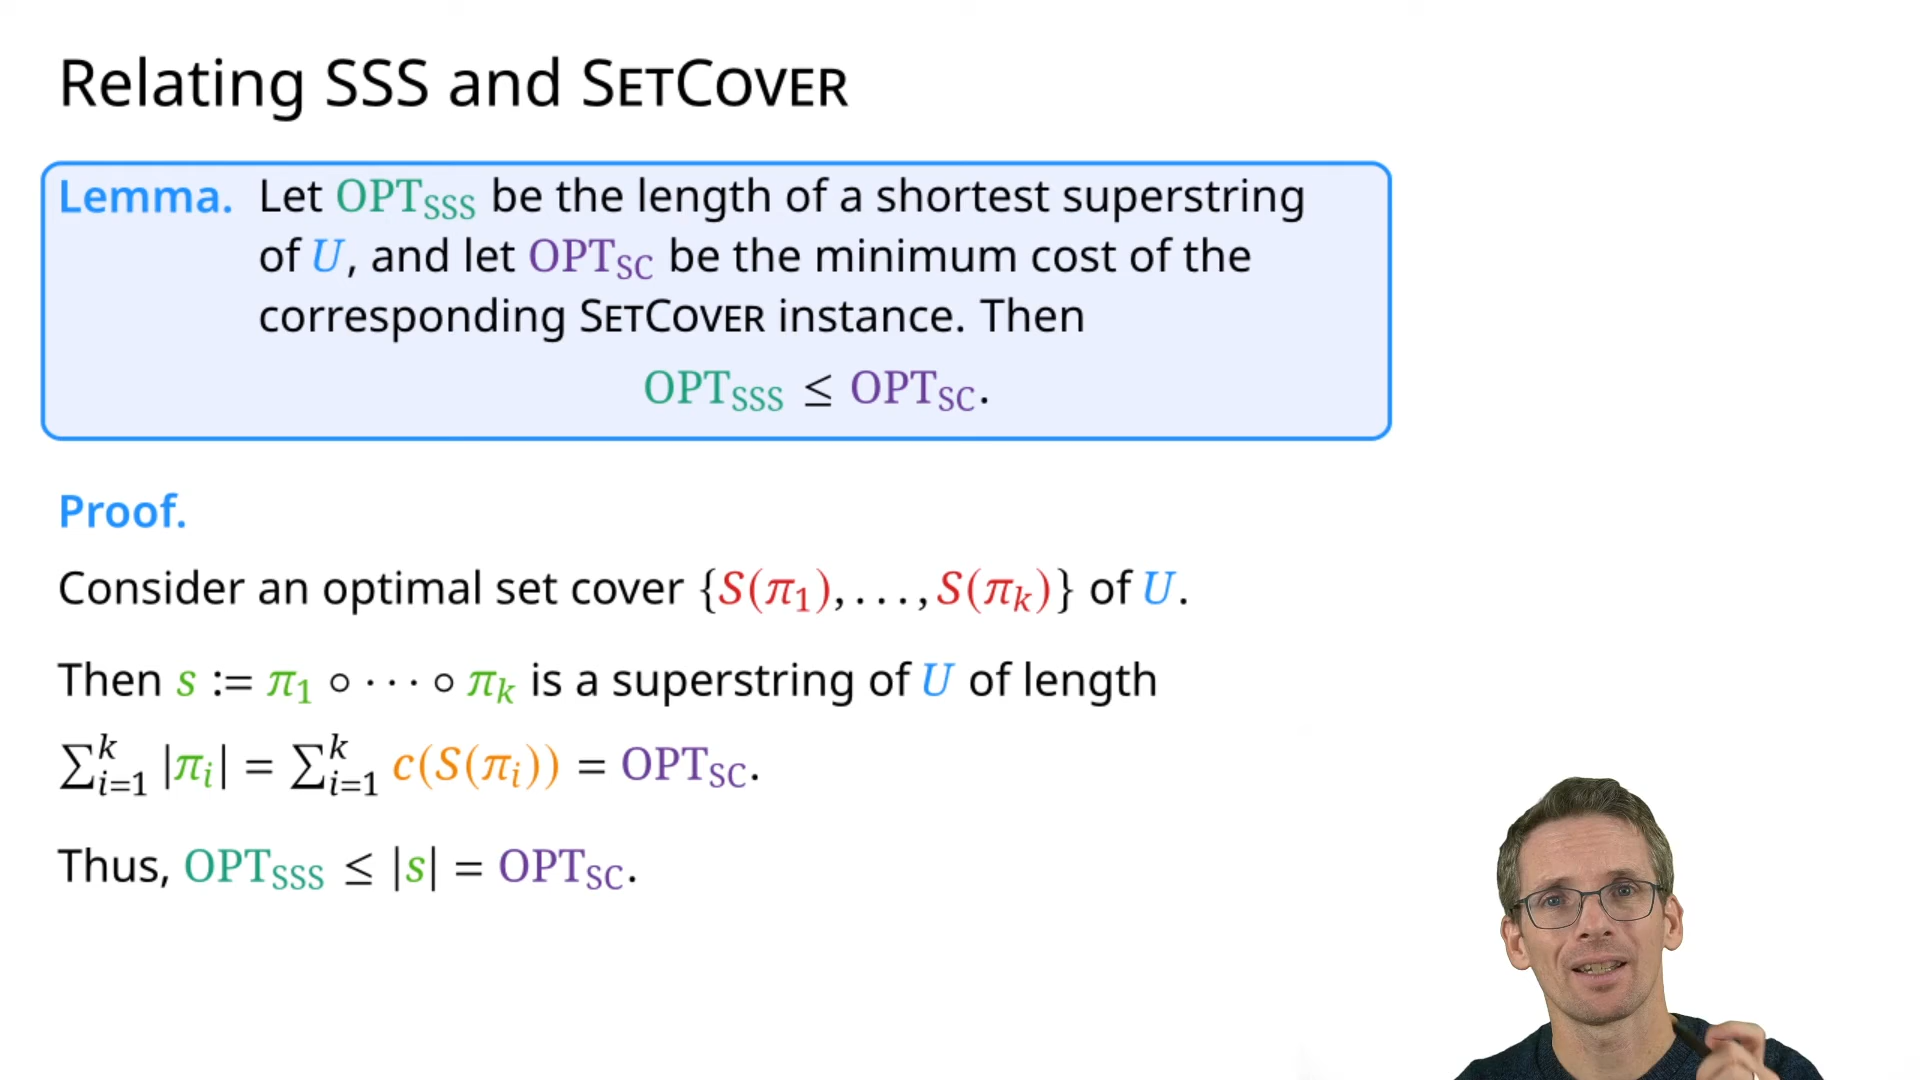 Relating SSS and SETCOVER
Lemma. Let OPT_SSS be the length of a shortest superstring
of U, and let OPT_SC be the minimum cost of the
corresponding SETCOVER instance. Then
OPT_SSS ≤ OPT_SC.
Proof.
Consider an optimal set cover {S(π_1), . . . , S(π_k)} of U.
Then s := π_1 ∘ · · · ∘ π_k is a superstring of U of length
∑_{i=1}^k |π_i| = ∑_{i=1}^k c(S(π_i)) = OPT_SC.
Thus, OPT_SSS ≤ |s| = OPT_SC.